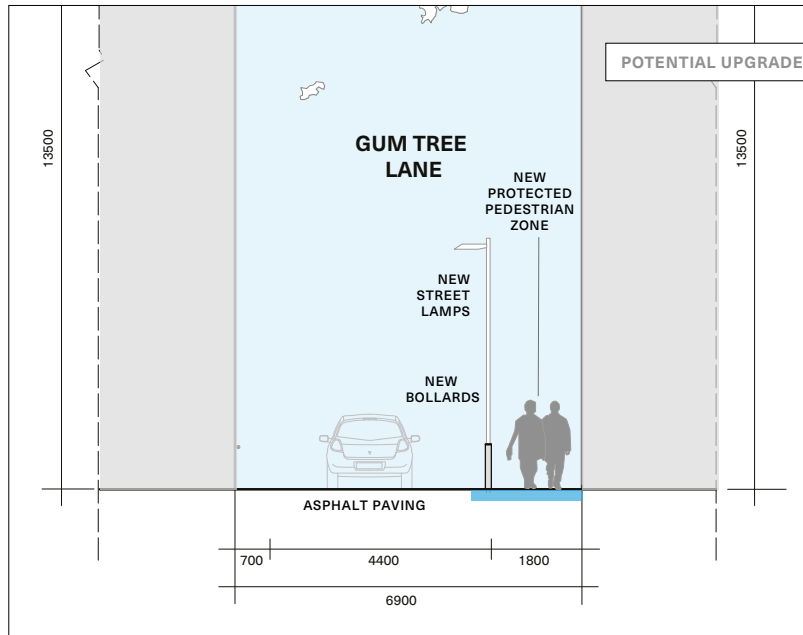 POTENTIAL UPGRADE
13500
13500
GUM TREE
LANE
NEW
PROTECTED
PEDESTRIAN
ZONE
NEW
STREET
LAMPS
NEW
BOLLARDS
ASPHALT PAVING
700
4400
1800
6900